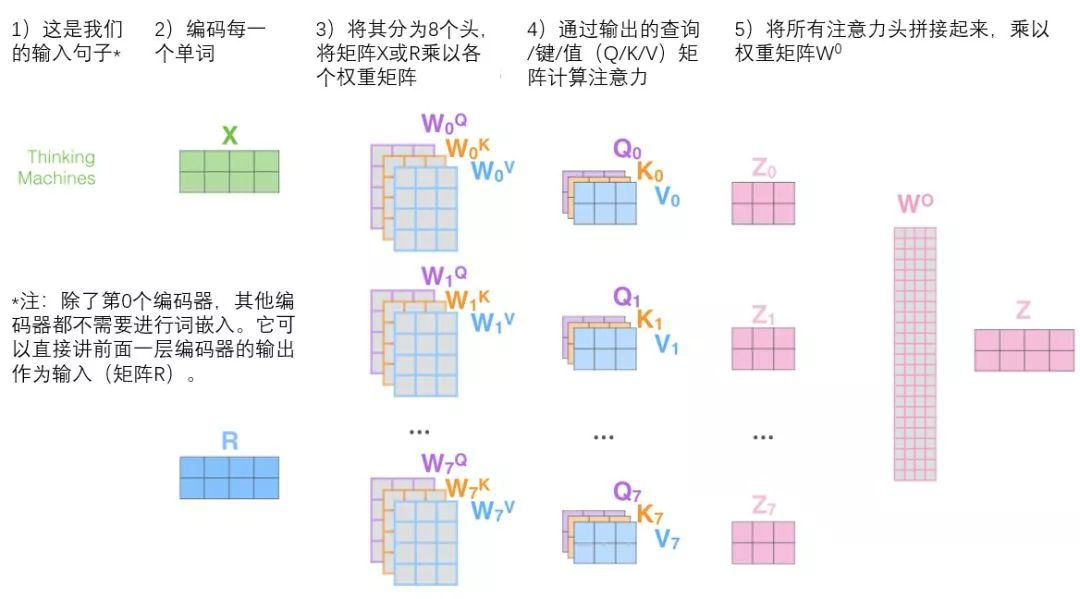 1）这是我们
的输入句子*
2）编码每一
个单词
3）将其分为8个头，
将矩阵X或R乘以各
个权重矩阵
4）通过输出的查询
/键/值（Q/K/V）矩
阵计算注意力
5）将所有注意力头拼接起来，乘以
权重矩阵W⁰
Thinking
Machines
X
W₀Q
W₀K
W₀V
Q₀
K₀
V₀
Z₀
WO
*注：除了第0个编码器，其他编
码器都不需要进行词嵌入。它可
以直接讲前面一层编码器的输出
作为输入（矩阵R）。
W₁Q
W₁K
W₁V
Q₁
K₁
V₁
Z₁
Z
...
...
...
R
W₇Q
W₇K
W₇V
Q₇
K₇
V₇
Z₇